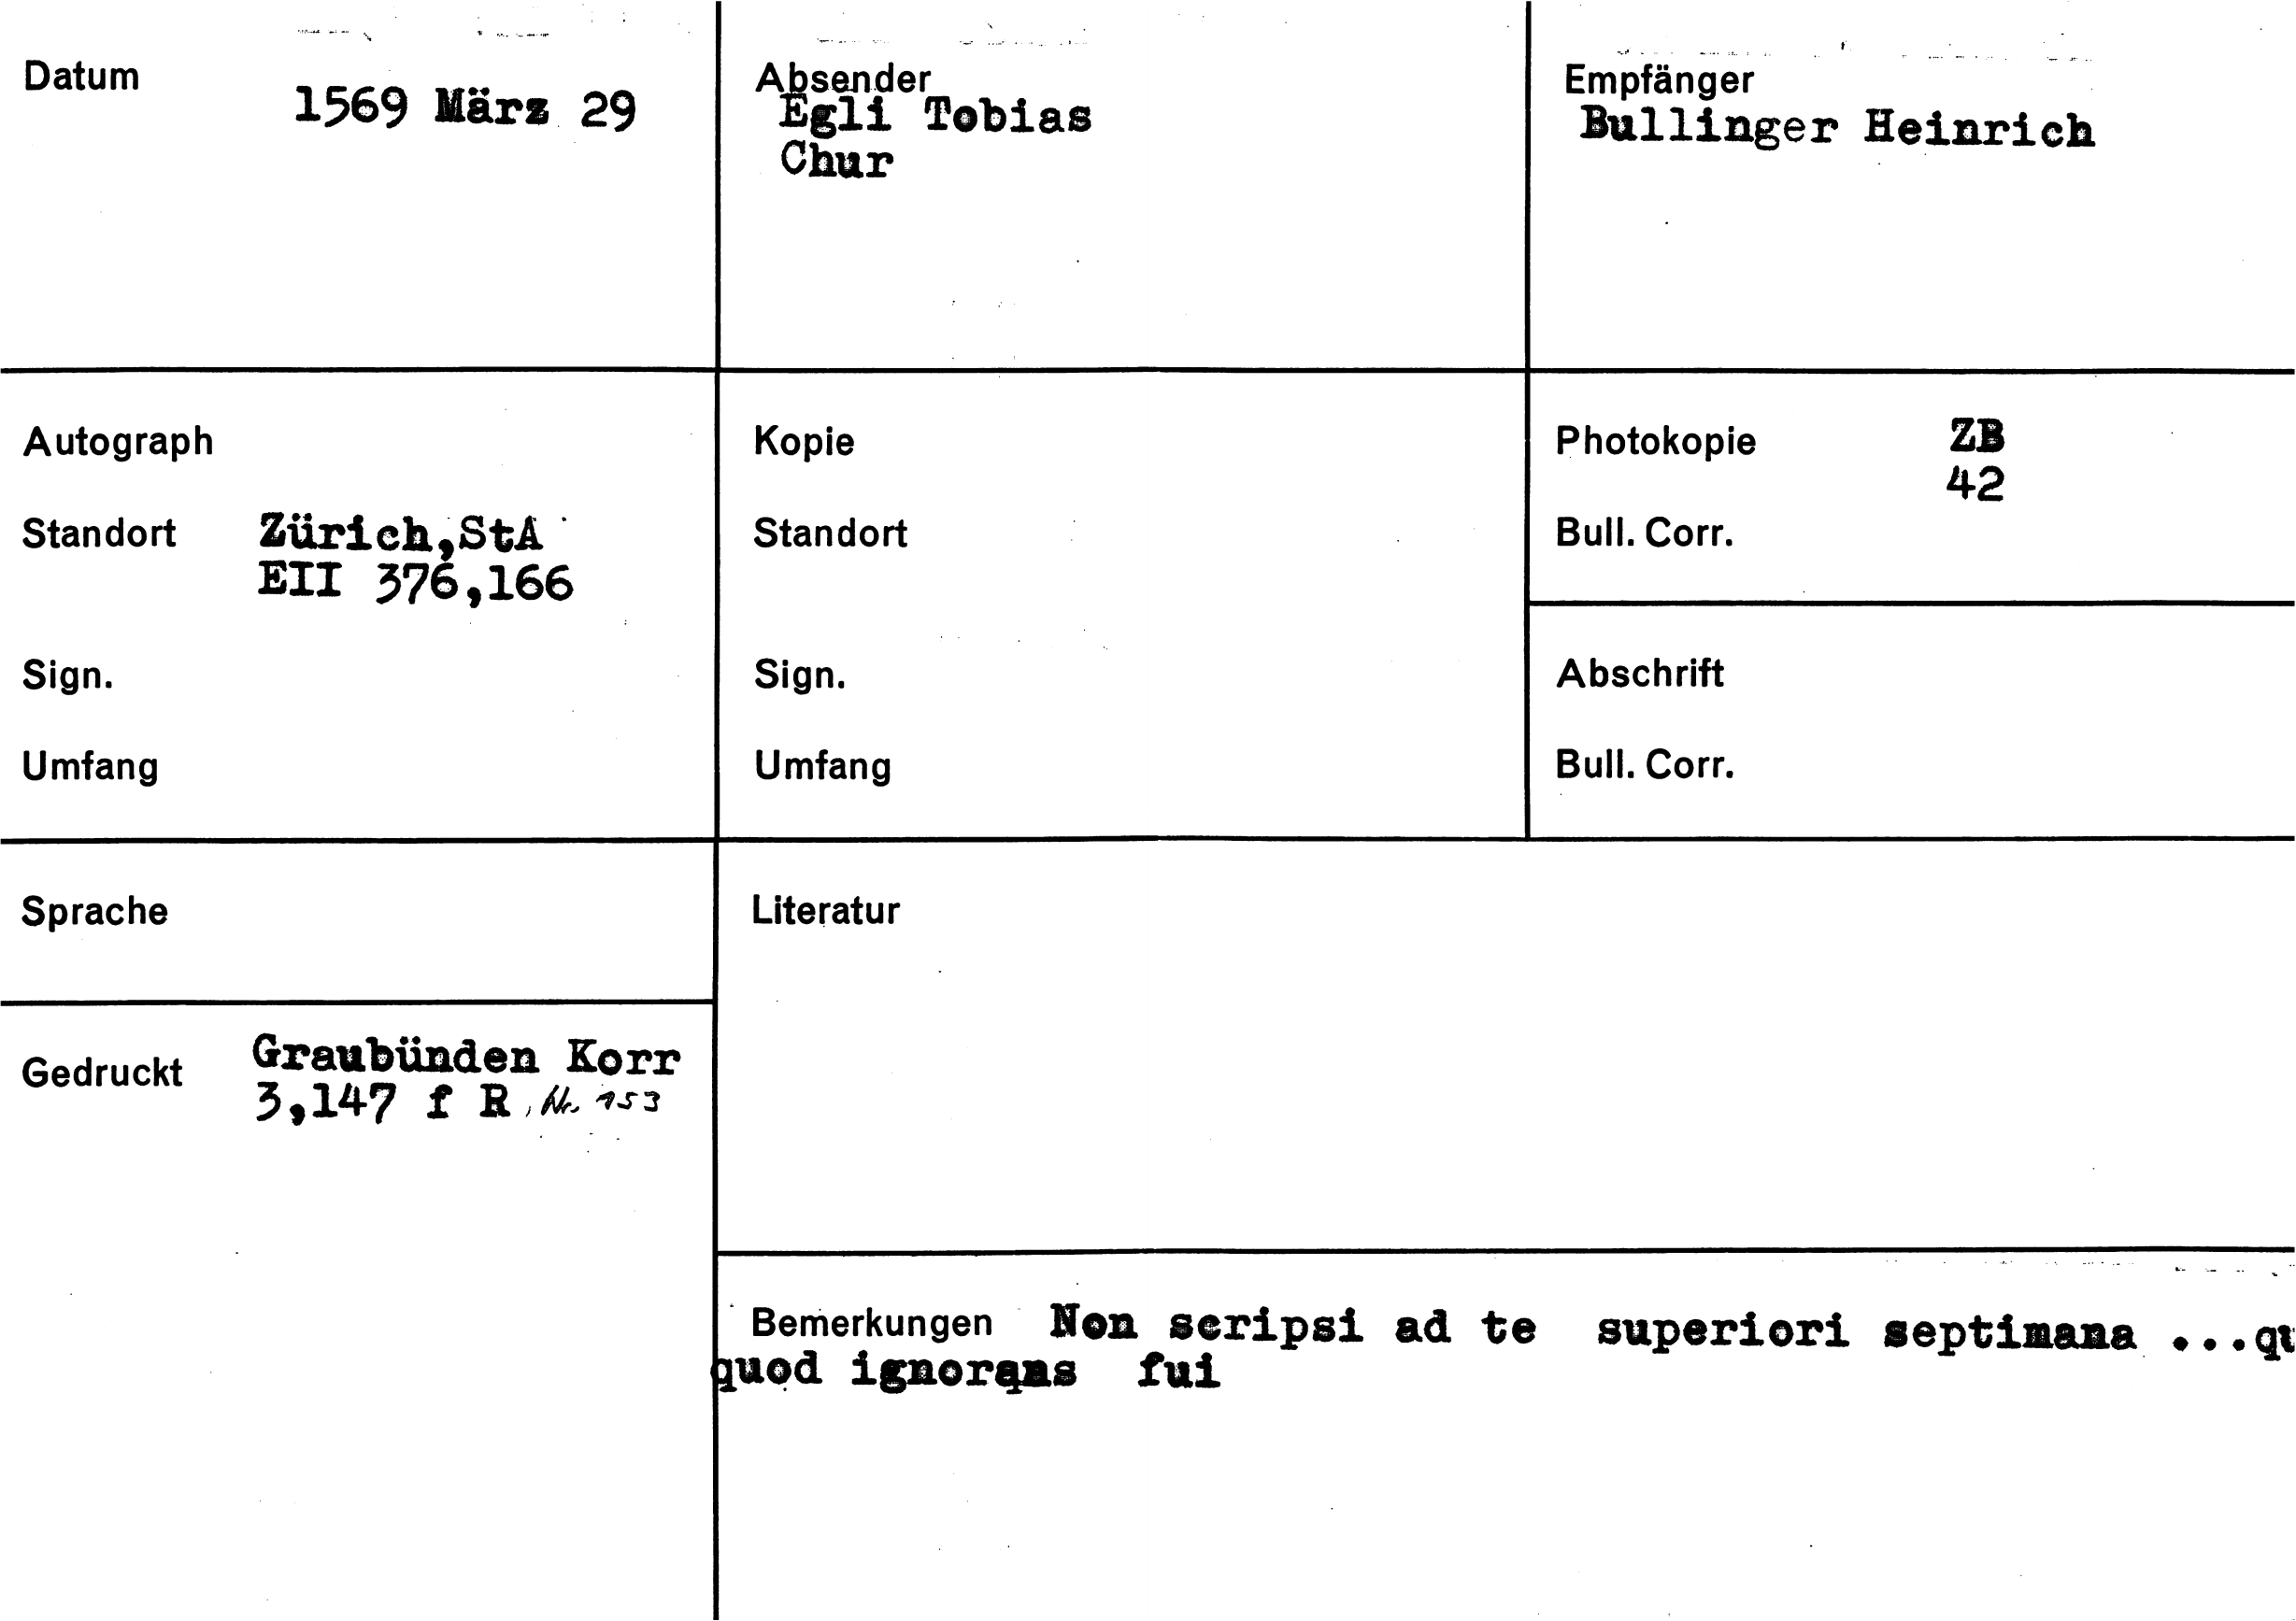 Datum
1569 März 29
Absender
Egli Tobias
Chur
Empfänger
Bullinger Heinrich
Autograph
Standort Zürich,StA
EII 376,166
Sign.
Umfang
Kopie
Standort
Sign.
Umfang
Photokopie ZB
42
Bull. Corr.
Abschrift
Bull. Corr.
Sprache
Gedruckt Graubünden Korr
3,147 f R, Nr. 153
Literatur
Bemerkungen Non scripsi ad te superiori septimana ...qu
quod ignorans fui